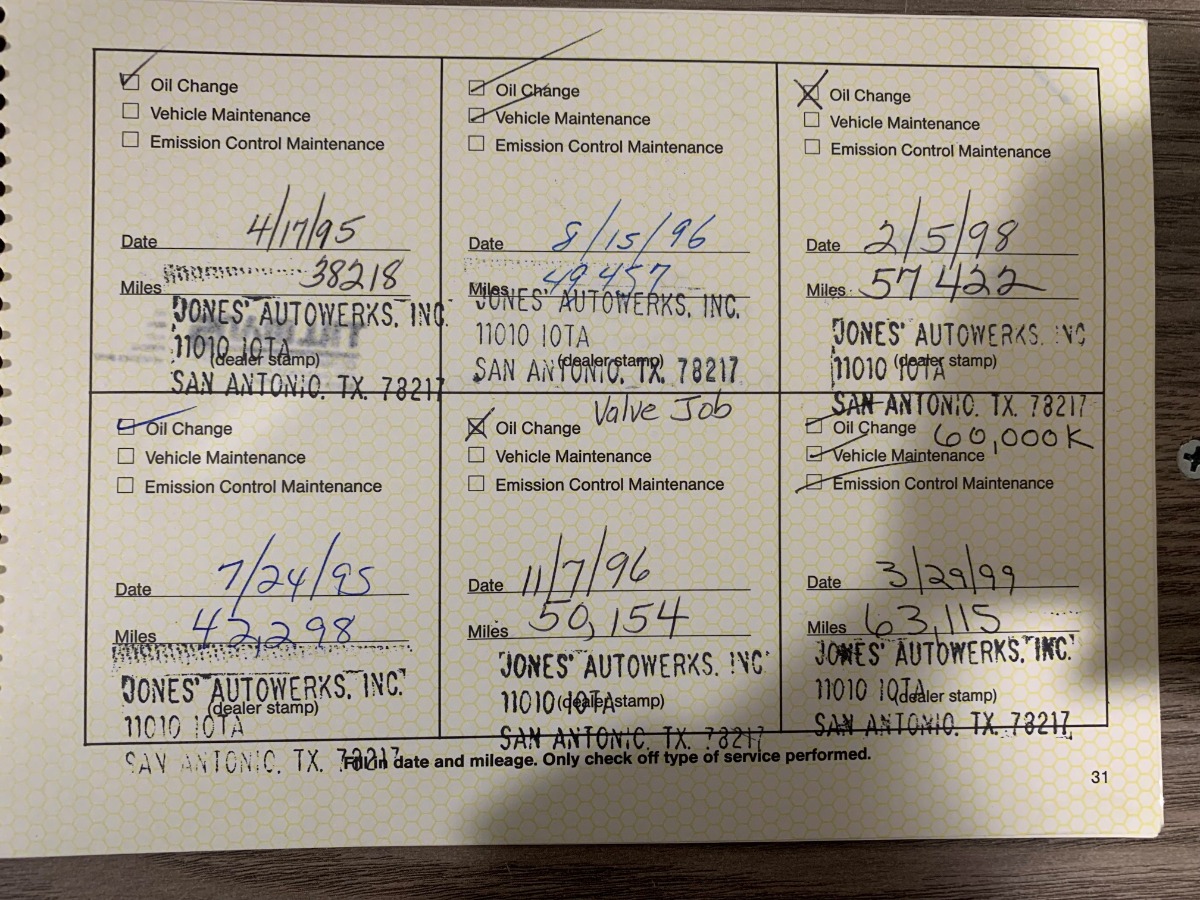 Oil Change
Vehicle Maintenance
Emission Control Maintenance
Date 4/17/95
Miles 38218
JONES' AUTOWERKS, INC.
11010 IOTA
(dealer stamp)
SAN ANTONIO, TX. 78217
Oil Change
Vehicle Maintenance
Emission Control Maintenance
Date 7/24/95
Miles 42,298
JONES' AUTOWERKS, INC.
(dealer stamp)
11010 IOTA
SAN ANTONIO, TX. 78217
Oil Change
Vehicle Maintenance
Emission Control Maintenance
Date 8/15/96
Miles 49457
JONES' AUTOWERKS, INC.
11010 IOTA
(dealer stamp)
SAN ANTONIO, TX. 78217
Valve Job
Oil Change
Vehicle Maintenance
Emission Control Maintenance
Date 11/7/96
Miles 50,154
JONES' AUTOWERKS, INC.
11010 IOTA
(dealer stamp)
SAN ANTONIO, TX. 78217
Oil Change
Vehicle Maintenance
Emission Control Maintenance
Date 2/5/98
Miles 57422
JONES' AUTOWERKS, INC
11010 IOTA
(dealer stamp)
SAN ANTONIO, TX. 78217
Oil Change 60,000K
Vehicle Maintenance
Emission Control Maintenance
Date 3/29/99
Miles 63,115
JONES' AUTOWERKS, INC.
11010 IOTA
(dealer stamp)
SAN ANTONIO, TX. 78217
Fill in date and mileage. Only check off type of service performed.
31